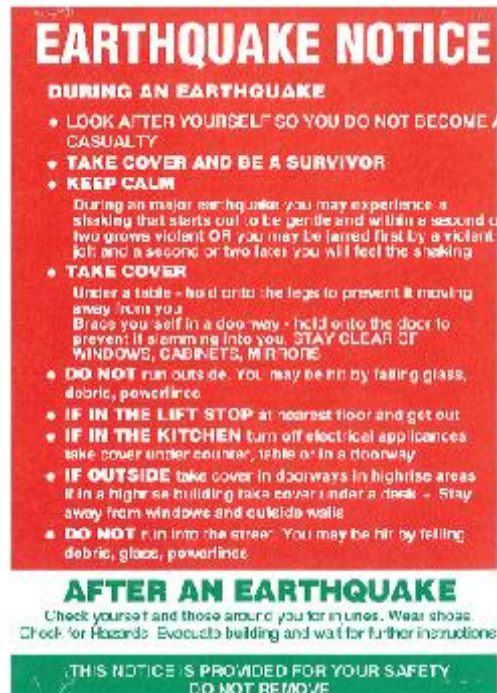 EARTHQUAKE NOTICE
DURING AN EARTHQUAKE
• LOOK AFTER YOURSELF SO YOU DO NOT BECOME A
CASUALTY
• TAKE COVER AND BE A SURVIVOR
• KEEP CALM
During an major earthquake you may experience a
shaking that starts out to be gentle and within a second o
two grows violent OR you may be jarred first by a violent
jolt and a second or two later you will feel the shaking
• TAKE COVER
Under a table - hold onto the legs to prevent it moving
away from you
Brace yourself in a doorway - hold onto the door to
prevent it slamming into you. STAY CLEAR OF
WINDOWS, CABINETS, MIRRORS
• DO NOT run outside. You may be hit by falling glass,
debris, powerlines
• IF IN THE LIFT STOP at nearest floor and get out
• IF IN THE KITCHEN turn off electrical applicances
take cover under counter, table or in a doorway
• IF OUTSIDE take cover in doorways in highrise areas
If in a highrise building take cover under a desk - Stay
away from windows and outside walls
• DO NOT run into the street. You may be hit by falling
debris, glass, powerlines
AFTER AN EARTHQUAKE
Check yourself and those around you for injuries. Wear shoes.
Check for Hazards. Evacuate building and wait for further instructions
THIS NOTICE IS PROVIDED FOR YOUR SAFETY
DO NOT REMOVE